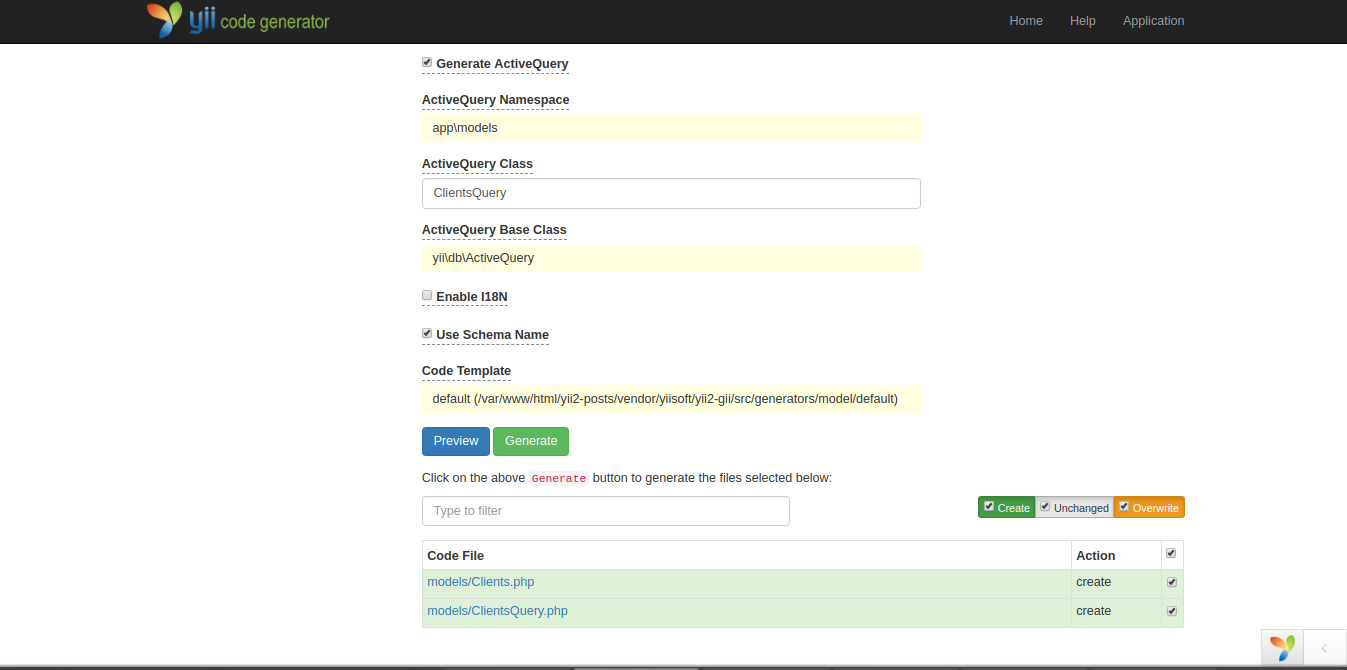 yii code generator
Home Help Application
Generate ActiveQuery
ActiveQuery Namespace
app\models
ActiveQuery Class
ClientsQuery
ActiveQuery Base Class
yii\db\ActiveQuery
Enable I18N
Use Schema Name
Code Template
default (/var/www/html/yii2-posts/vendor/yiisoft/yii2-gii/src/generators/model/default)
Preview Generate
Click on the above Generate button to generate the files selected below:
Type to filter Create Unchanged Overwrite
Code File Action
models/Clients.php create
models/ClientsQuery.php create